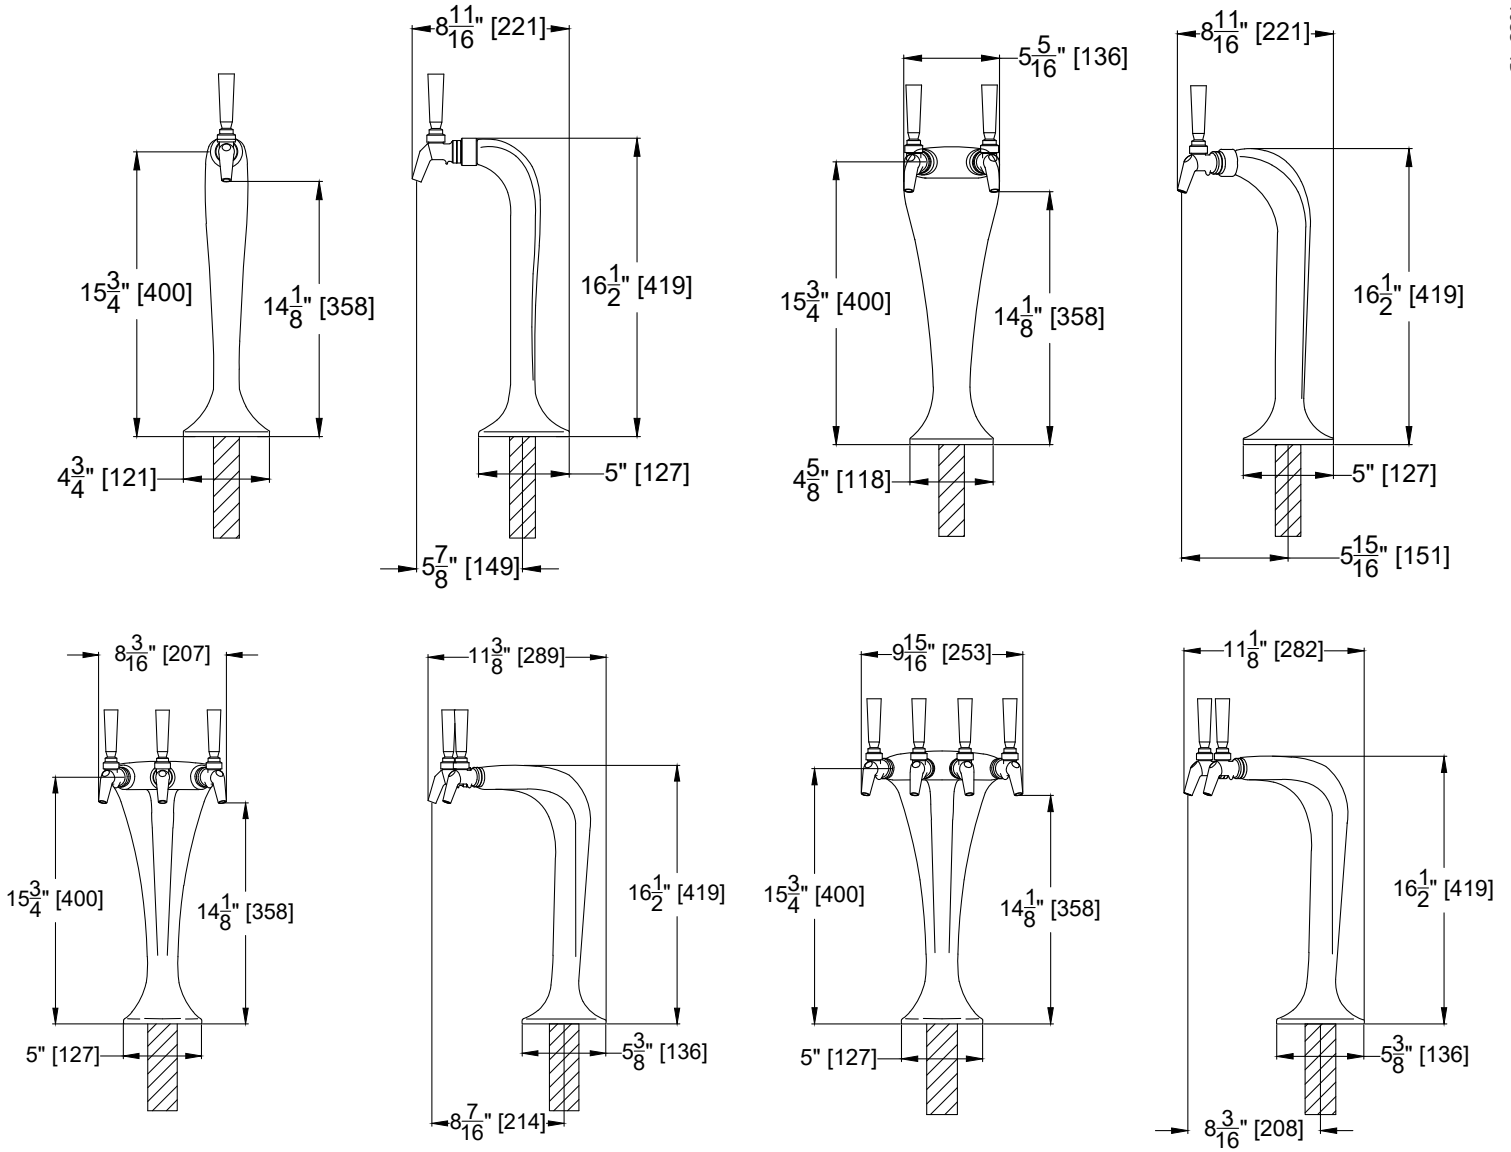 8 11/16" [221]
15 3/4" [400]
14 1/8" [358]
16 1/2" [419]
4 3/4" [121]
5" [127]
5 7/8" [149]
5 5/16" [136]
8 11/16" [221]
15 3/4" [400]
14 1/8" [358]
16 1/2" [419]
4 5/8" [118]
5" [127]
5 15/16" [151]
8 3/16" [207]
11 3/8" [289]
15 3/4" [400]
14 1/8" [358]
16 1/2" [419]
5" [127]
5 3/8" [136]
8 7/16" [214]
9 15/16" [253]
11 1/8" [282]
15 3/4" [400]
14 1/8" [358]
16 1/2" [419]
5" [127]
5 3/8" [136]
8 3/16" [208]